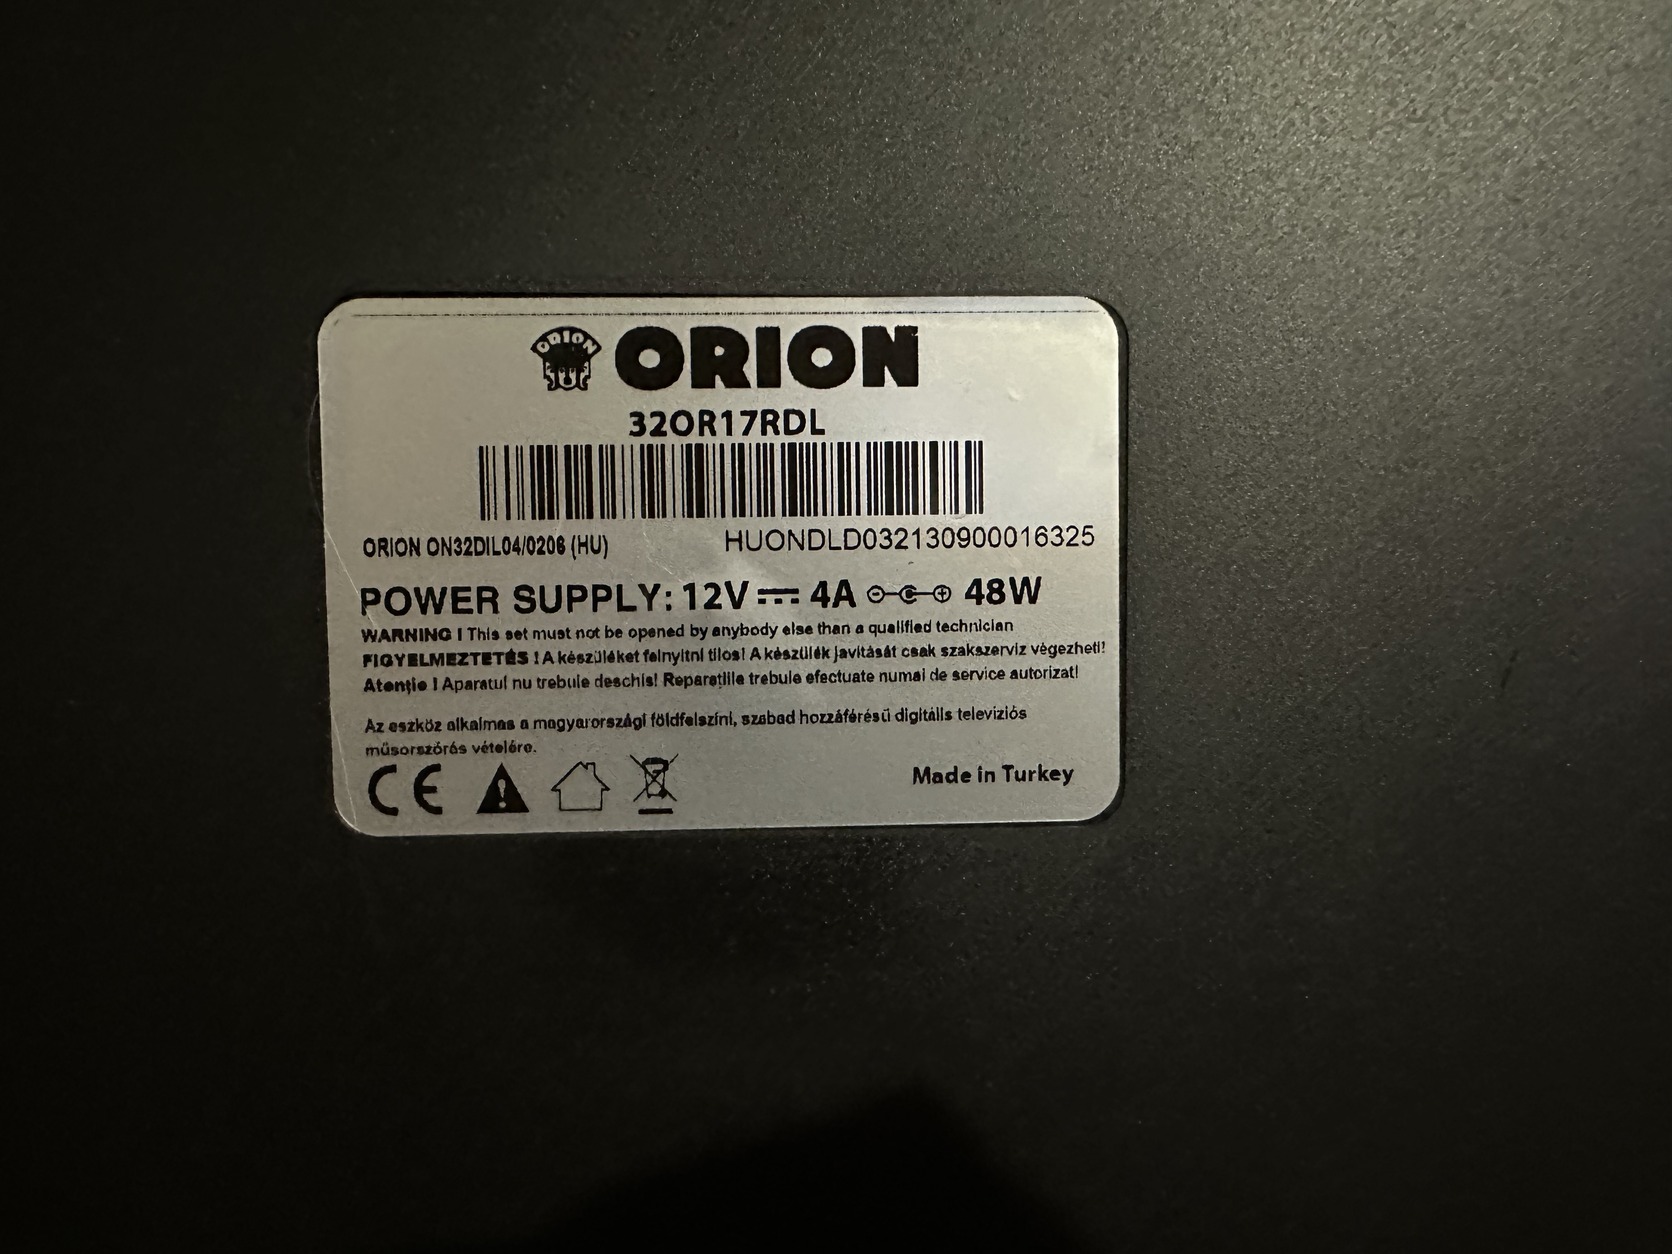 ORION
ORION
32OR17RDL
ORION ON32DIL04/0206 (HU)
HUONDLD032130900016325
POWER SUPPLY: 12V 4A 48W
WARNING ! This set must not be opened by anybody else than a qualified technician
FIGYELMEZTETÉS ! A készüléket felnyitni tilos! A készülék javítását csak szakszerviz végezheti!
Atenţie ! Aparatul nu trebuie deschis! Reparaţiile trebuie efectuate numai de service autorizat!
Az eszköz alkalmas a magyarországi földfelszíni, szabad hozzáférésű digitális televíziós
műsorszórás vételére.
CE
Made in Turkey